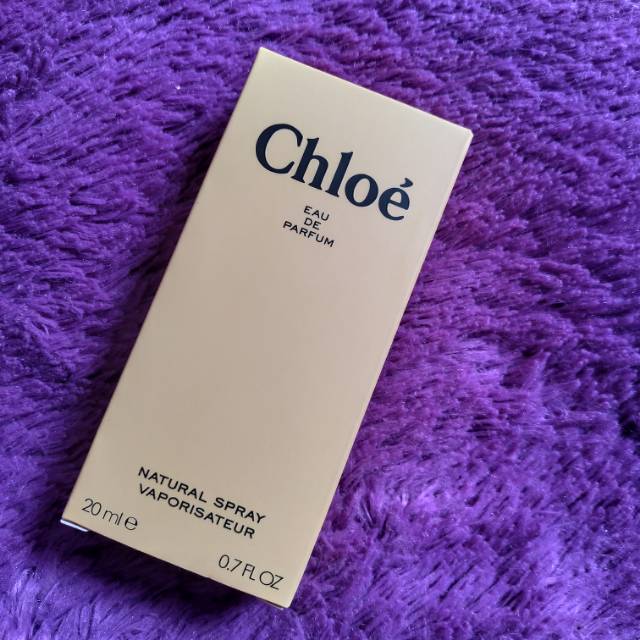 Chloé
EAU
DE
PARFUM
NATURAL SPRAY
VAPORISATEUR
20 ml ℮
0.7 FL OZ